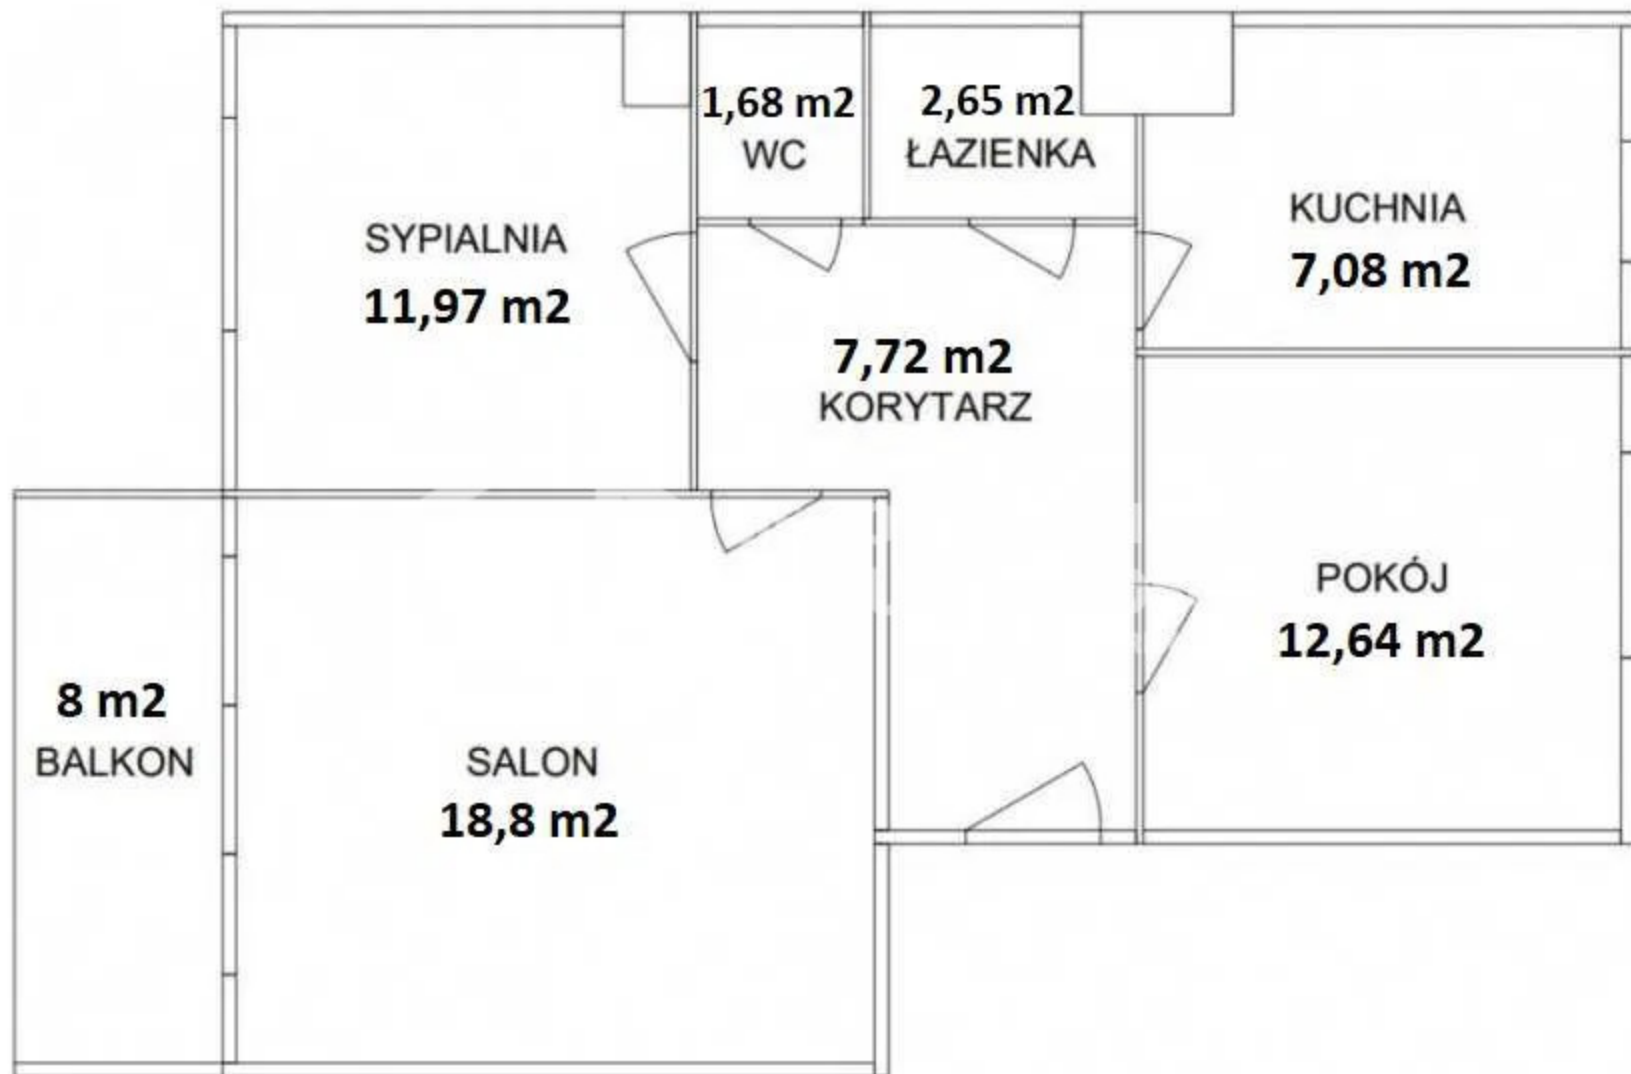 1,68 m2
WC
2,65 m2
ŁAZIENKA
SYPIALNIA
11,97 m2
KUCHNIA
7,08 m2
7,72 m2
KORYTARZ
POKÓJ
12,64 m2
8 m2
BALKON
SALON
18,8 m2